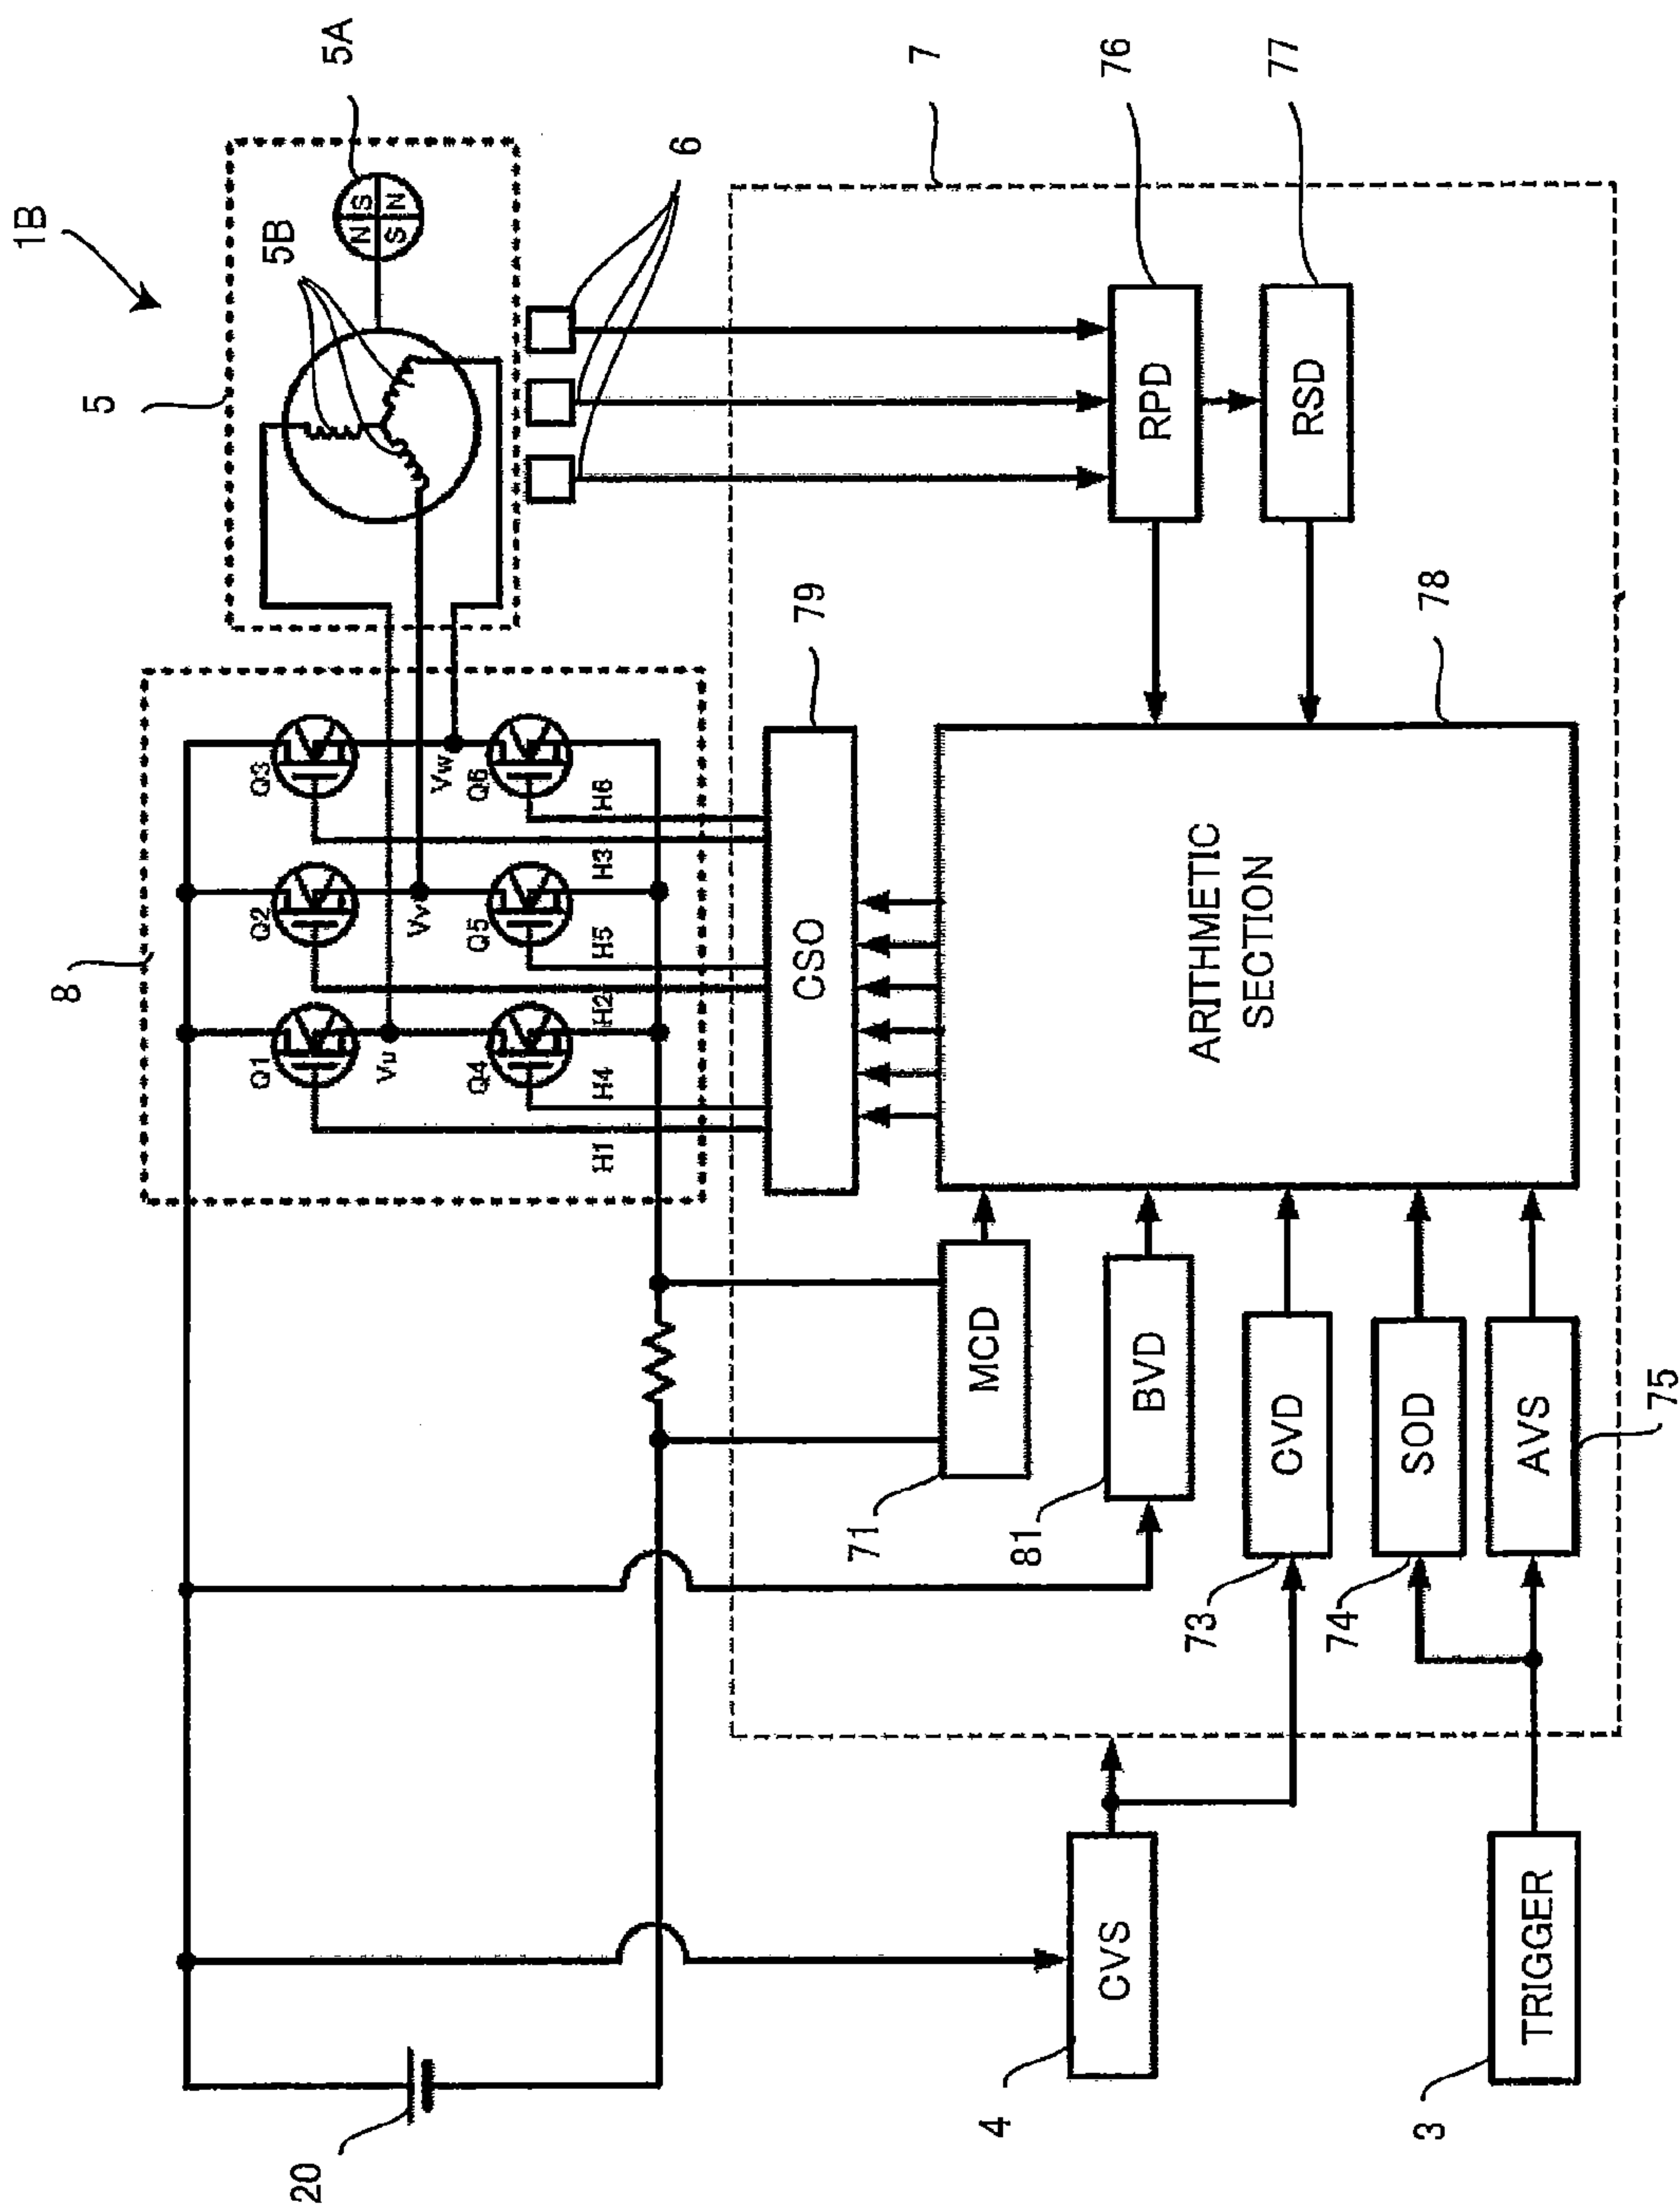 1B
8
5
5B
5A
20
N S
S N
Q1
Q2
Q3
Vu
Vv
Vw
Q4
Q5
Q6
H1
H4
H2
H5
H3
H6
6
79
CSO
7
71
MCD
81
BVD
4
CVS
73
CVD
74
SOD
3
TRIGGER
AVS
75
ARITHMETIC
SECTION
78
RPD
76
RSD
77